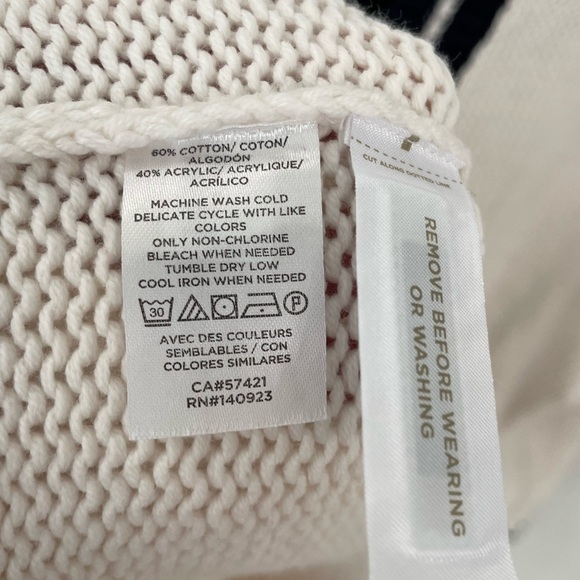 60% COTTON/ COTON/
ALGODÓN
40% ACRYLIC/ ACRYLIQUE/
ACRÍLICO
MACHINE WASH COLD
DELICATE CYCLE WITH LIKE
COLORS
ONLY NON-CHLORINE
BLEACH WHEN NEEDED
TUMBLE DRY LOW
COOL IRON WHEN NEEDED
30 P
AVEC DES COULEURS
SEMBLABLES / CON
COLORES SIMILARES
CA#57421
RN#140923
CUT ALONG DOTTED LINE
REMOVE BEFORE WEARING
OR WASHING